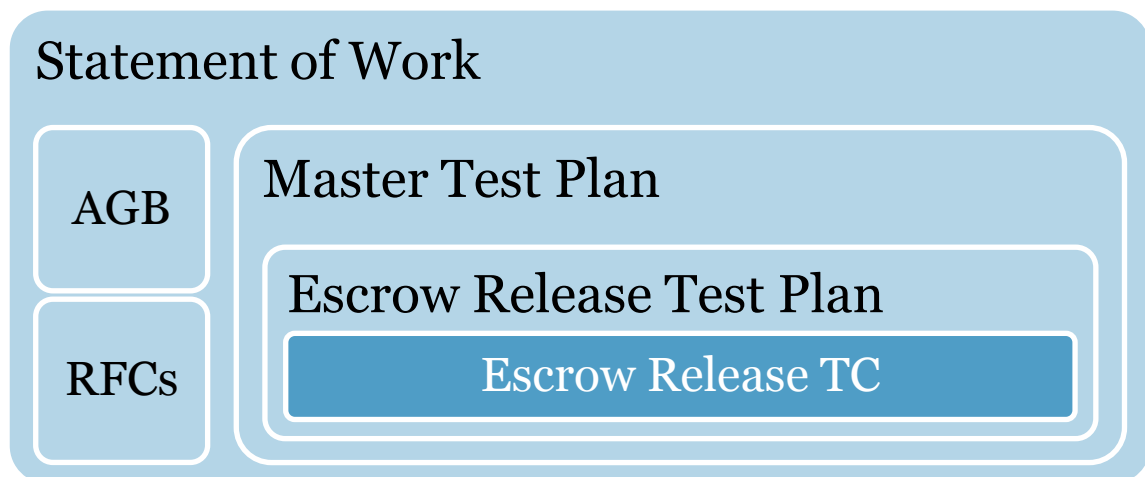 Statement of Work
AGB
RFCs
Master Test Plan
Escrow Release Test Plan
Escrow Release TC